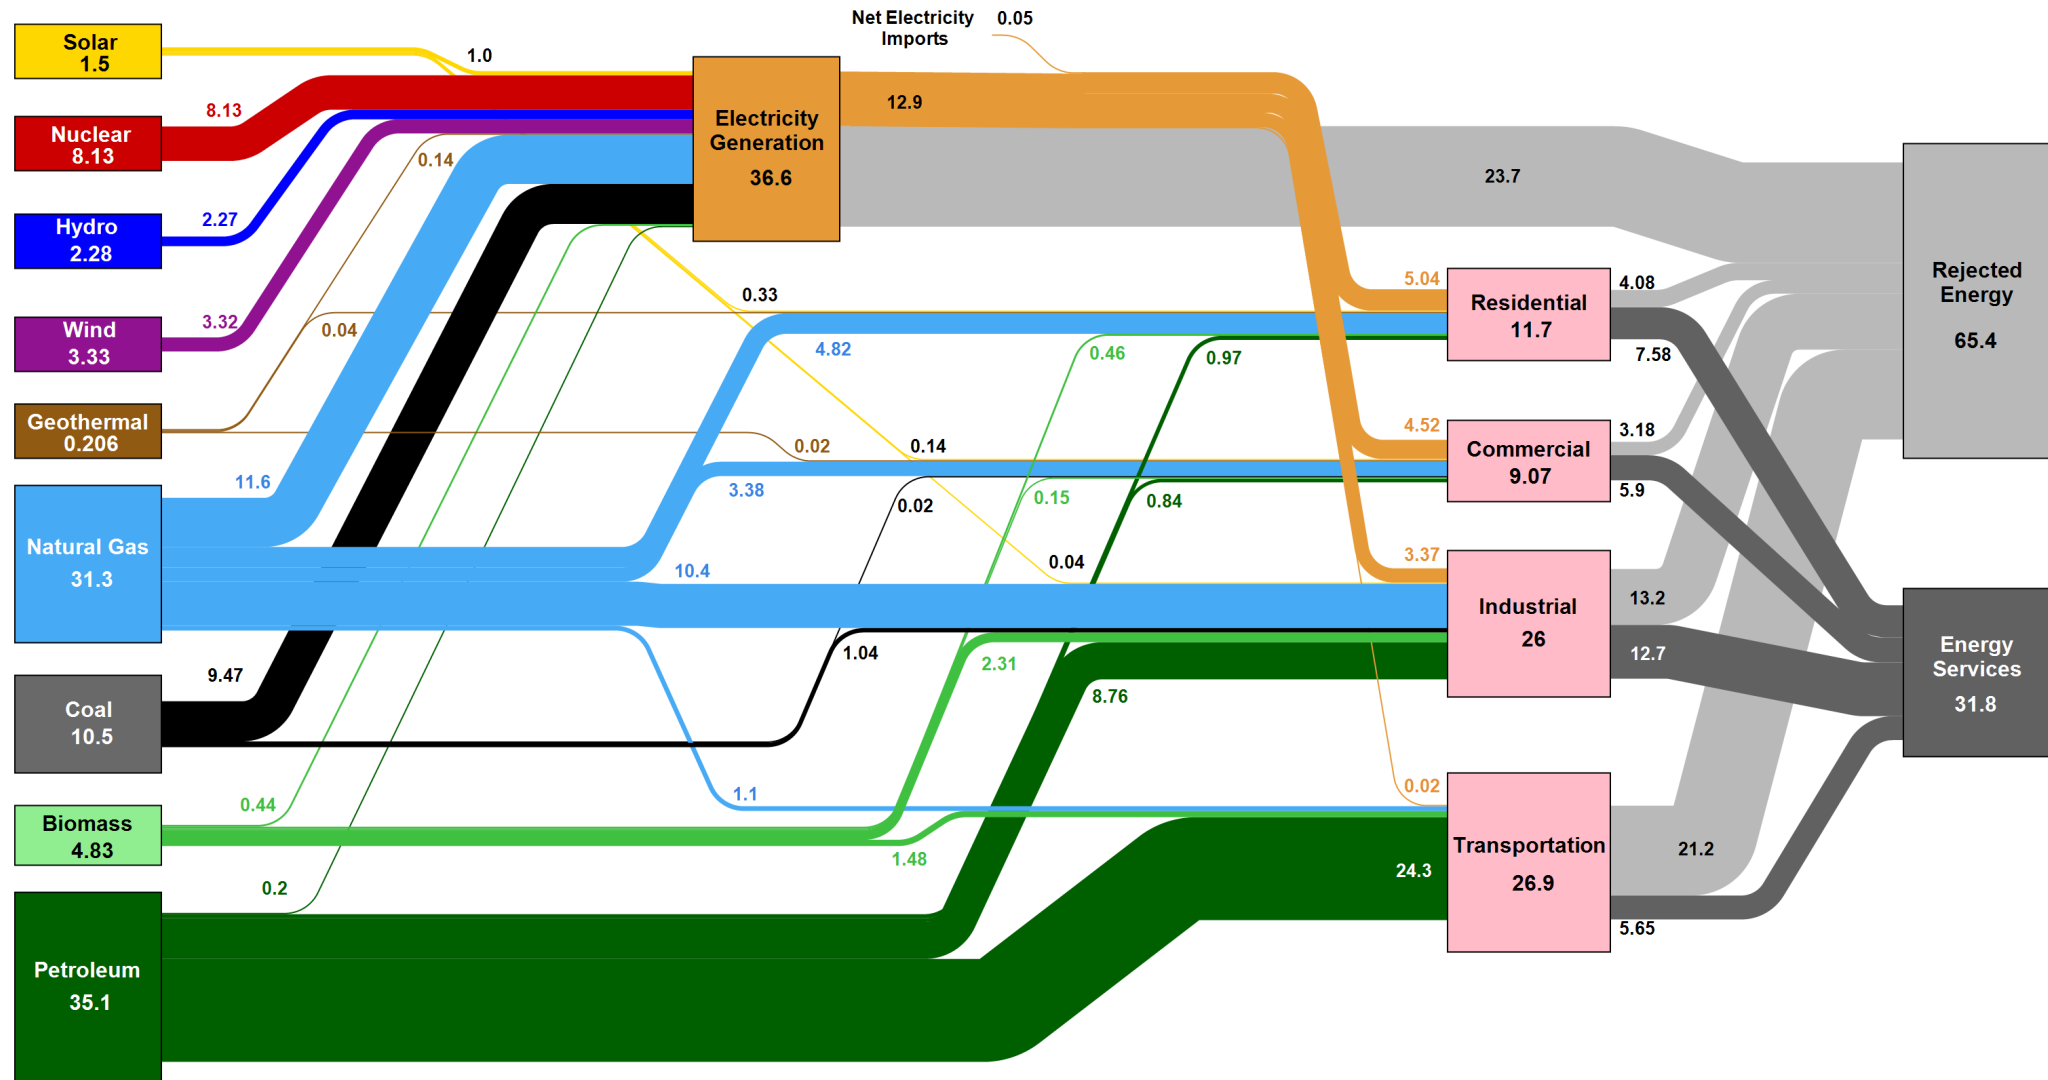 Net Electricity
Imports
0.05
Solar
1.5
1.0
Nuclear
8.13
8.13
Hydro
2.28
2.27
Wind
3.33
3.32
Geothermal
0.206
0.14
0.04
0.02
Natural Gas
31.3
11.6
4.82
3.38
10.4
1.1
Coal
10.5
9.47
0.02
1.04
Biomass
4.83
0.44
0.46
0.15
2.31
1.48
Petroleum
35.1
0.2
0.97
0.84
8.76
24.3
Electricity
Generation
36.6
12.9
23.7
0.33
0.14
0.04
5.04
4.52
3.37
0.02
Residential
11.7
4.08
7.58
Commercial
9.07
3.18
5.9
Industrial
26
13.2
12.7
Transportation
26.9
21.2
5.65
Rejected
Energy
65.4
Energy
Services
31.8